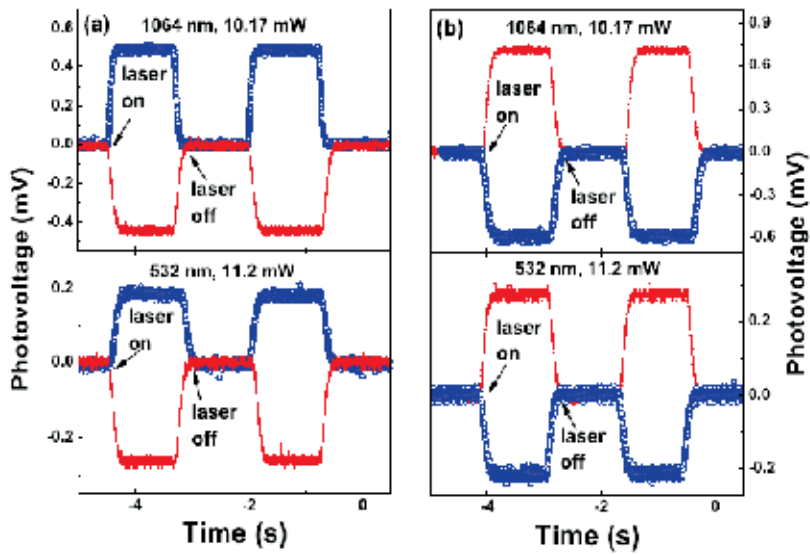 (a)
1064 nm, 10.17 mW
laser
on
laser
off
0.6
0.4
0.2
0.0
-0.2
-0.4
532 nm, 11.2 mW
laser
on
laser
off
0.2
0.0
-0.2
-4
-2
0
Time (s)
Photovoltage (mV)
(b)
1064 nm, 10.17 mW
laser
on
laser
off
0.9
0.6
0.3
0.0
-0.3
-0.6
532 nm, 11.2 mW
laser
on
laser
off
0.2
0.0
-0.2
-4
-2
0
Time (s)
Photovoltage (mV)